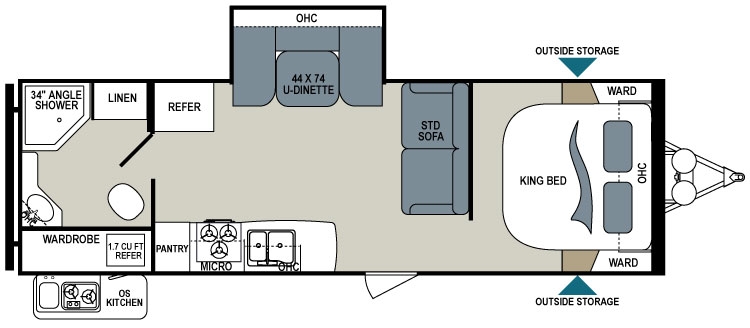 OHC
OUTSIDE STORAGE
34" ANGLE
SHOWER
LINEN
REFER
44 X 74
U-DINETTE
STD
SOFA
WARD
KING BED
OHC
WARDROBE
1.7 CU FT
REFER
PANTRY
MICRO
OHC
WARD
OS
KITCHEN
OUTSIDE STORAGE